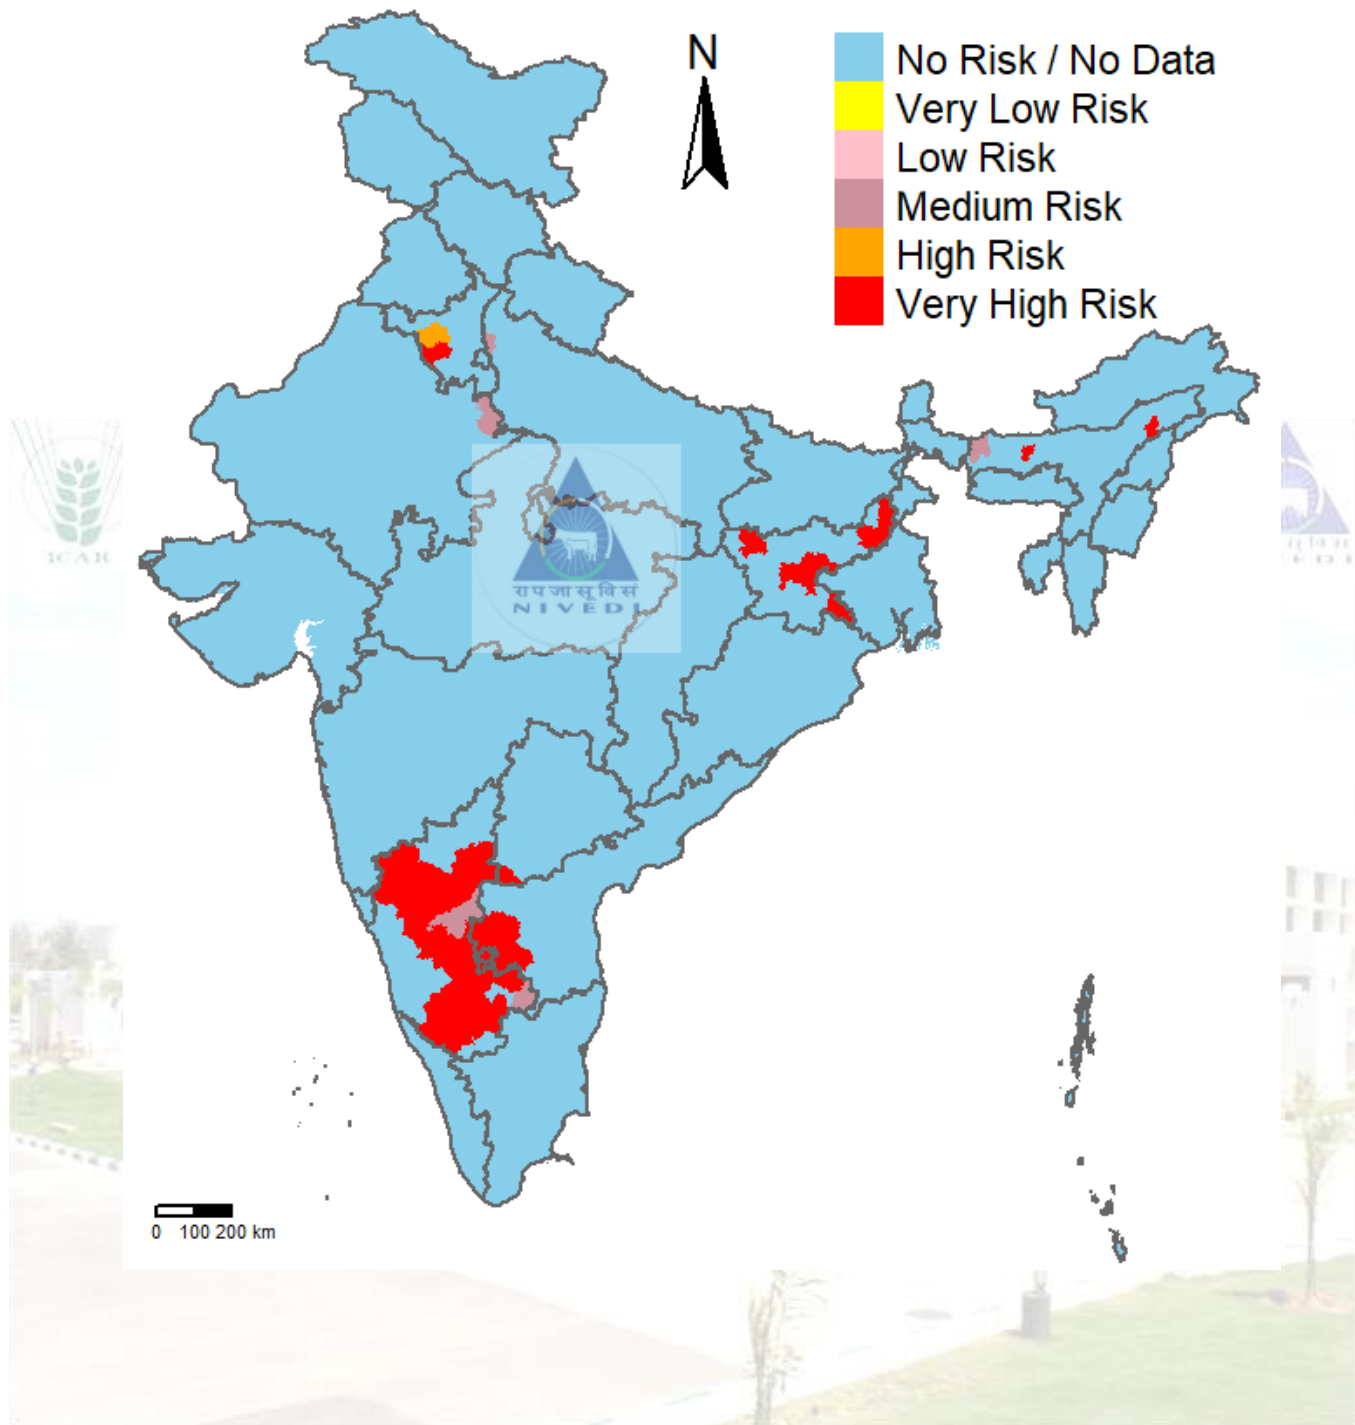 N
No Risk / No Data
Very Low Risk
Low Risk
Medium Risk
High Risk
Very High Risk
ICAR
रापजासूविसं
NIVEDI
0 100 200 km